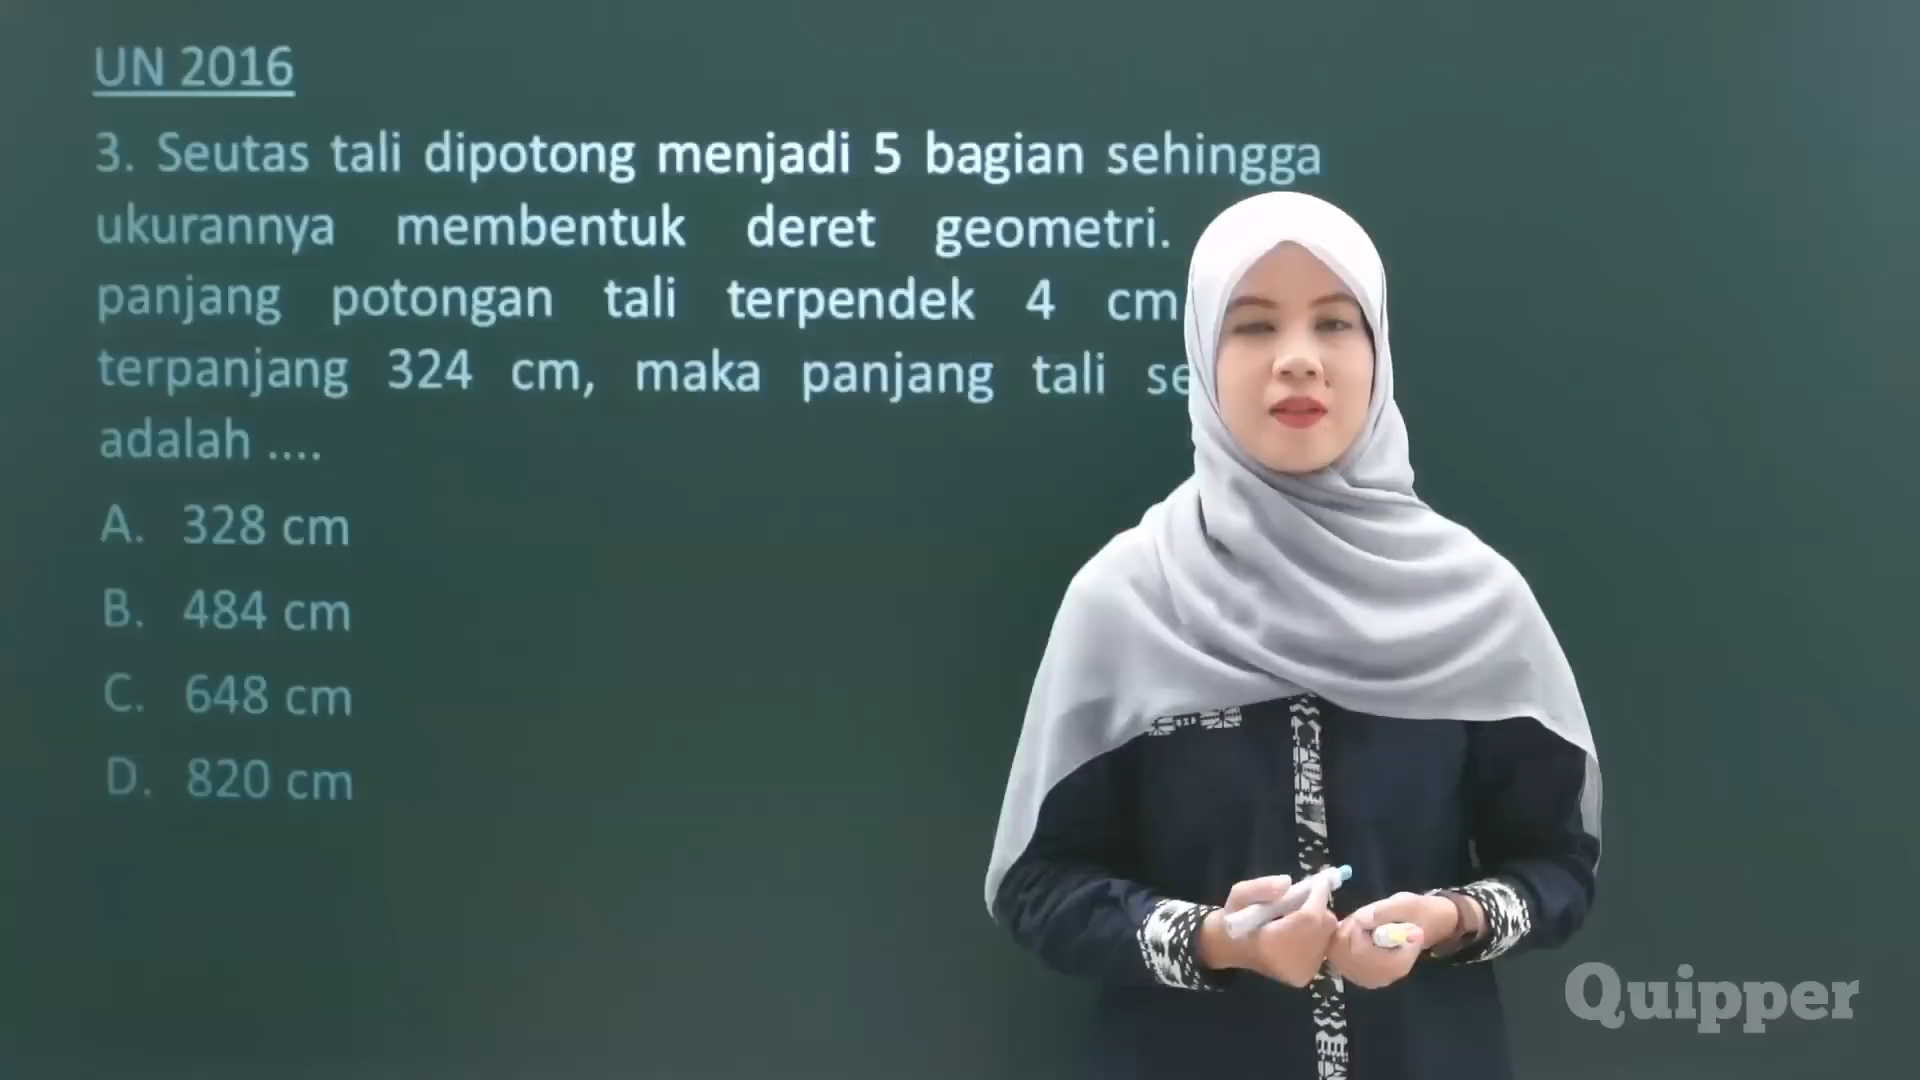 UN 2016
3. Seutas tali dipotong menjadi 5 bagian sehingga
ukurannya membentuk deret geometri.
panjang potongan tali terpendek 4 cm
terpanjang 324 cm, maka panjang tali
adalah ....
A. 328 cm
B. 484 cm
C. 648 cm
D. 820 cm
Quipper